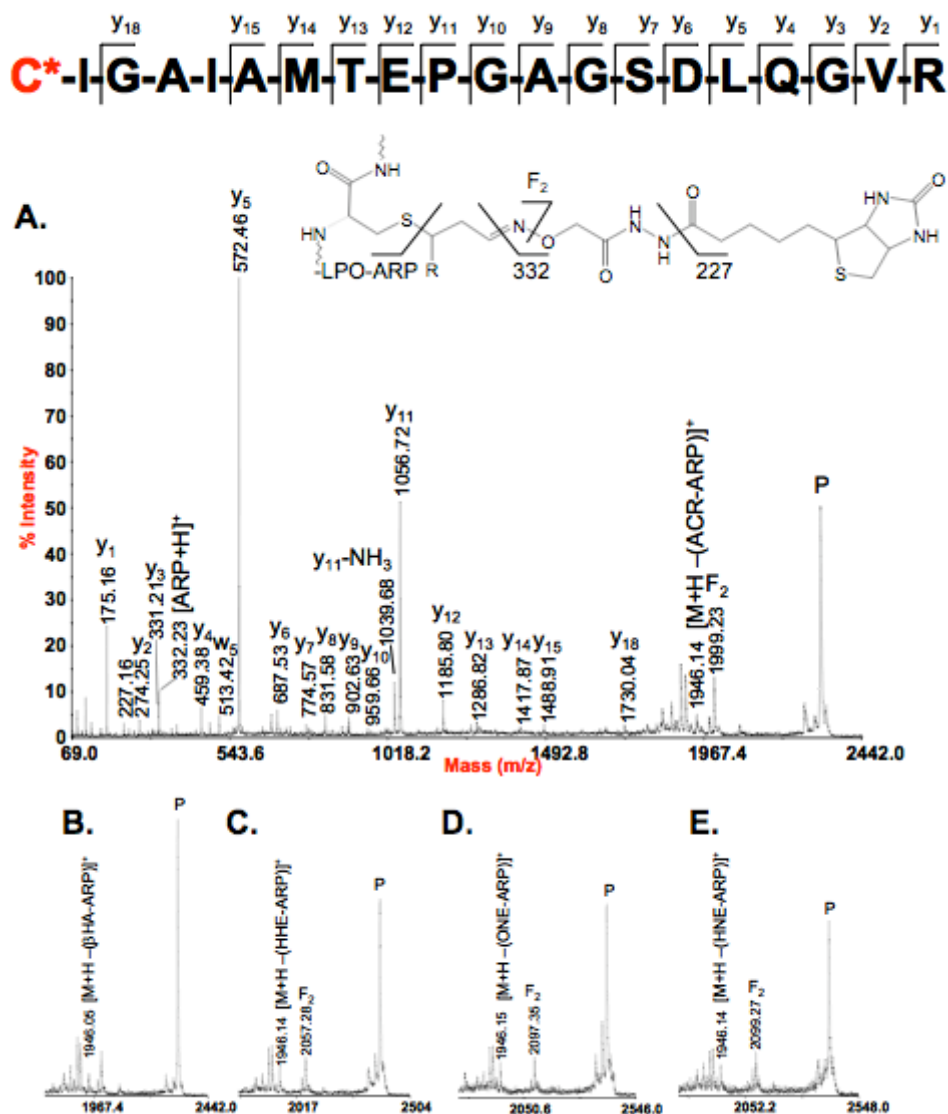 y18 y15 y14 y13 y12 y11 y10 y9 y8 y7 y6 y5 y4 y3 y2 y1
C*-I-G-A-I-A-M-T-E-P-G-A-G-S-D-L-Q-G-V-R
A.
O
NH
HN
S
R
-LPO-ARP
F2
N
O
332
O
H N
N H
O
227
O
HN
NH
S
% Intensity
100
90
80
70
60
50
40
30
20
10
0
y1
175.16
227.16
y2
274.25
y3
331.21
332.23 [ARP+H]+
y4
459.38
w5
513.42
y5
572.46
y6
687.53
y7
774.57
y8
831.58
y9
902.63
y10
959.66
y11-NH3
1039.68
y11
1056.72
y12
1185.80
y13
1286.82
y14
1417.87
y15
1488.91
y18
1730.04
1946.14 [M+H –(ACR-ARP)]+
F2
1999.23
P
69.0 543.6 1018.2 1492.8 1967.4 2442.0
Mass (m/z)
B.
1946.05 [M+H –(βHA-ARP)]+
P
1967.4 2442.0
C.
1946.14 [M+H –(HHE-ARP)]+
2057.28 F2
P
2017 2504
D.
1946.15 [M+H –(ONE-ARP)]+
2097.35 F2
P
2050.6 2546.0
E.
1946.14 [M+H –(HNE-ARP)]+
2099.27 F2
P
2052.2 2548.0